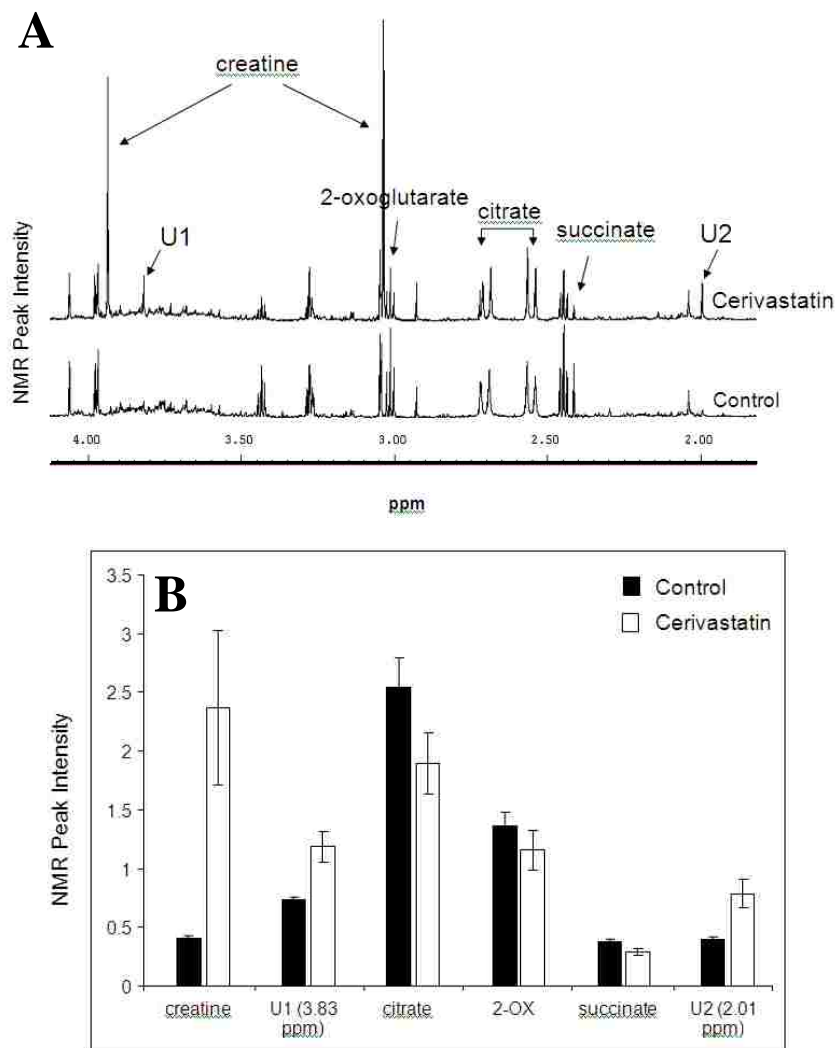 A
creatine
2-oxoglutarate
citrate
succinate
U1
U2
NMR Peak Intensity
Cerivastatin
Control
4.00 3.50 3.00 2.50 2.00
ppm
B
Control
Cerivastatin
NMR Peak Intensity
3.5
3
2.5
2
1.5
1
0.5
0
creatine U1 (3.83 citrate 2-OX succinate U2 (2.01
ppm) ppm)